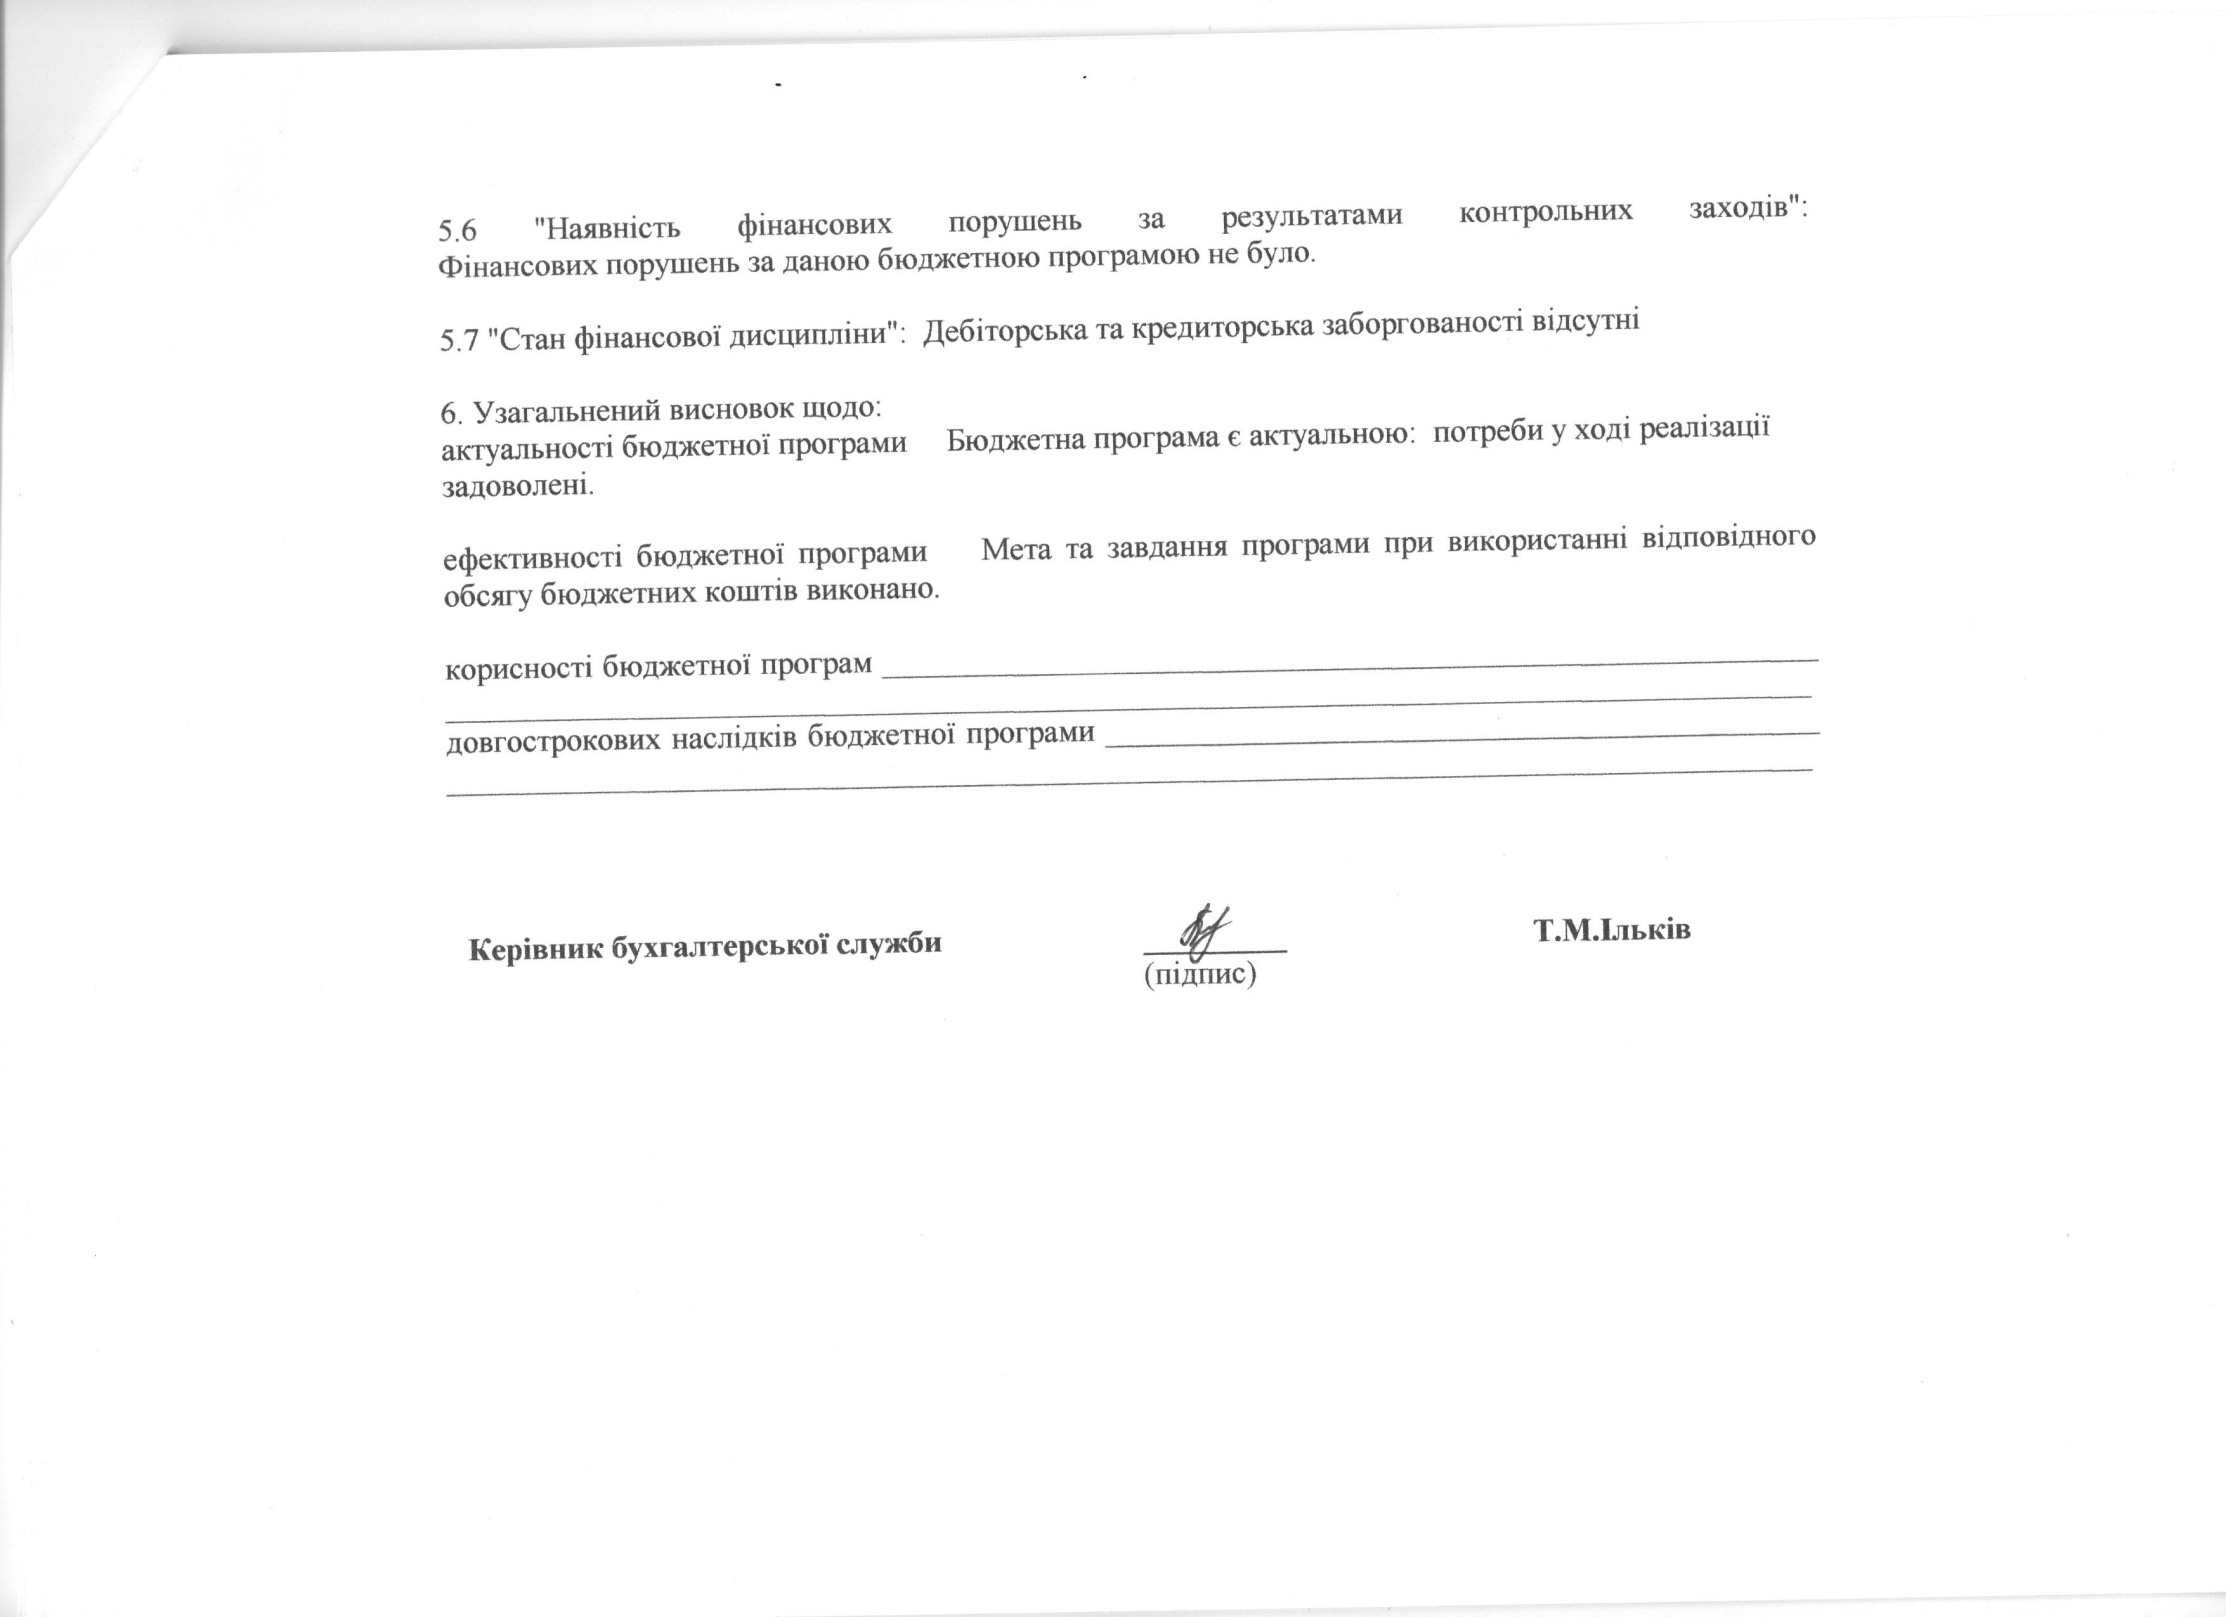 5.6 "Наявність фінансових порушень за результатами контрольних заходів":
Фінансових порушень за даною бюджетною програмою не було.
5.7 "Стан фінансової дисципліни": Дебіторська та кредиторська заборгованості відсутні
6. Узагальнений висновок щодо:
актуальності бюджетної програми Бюджетна програма є актуальною: потреби у ході реалізації
задоволені.
ефективності бюджетної програми Мета та завдання програми при використанні відповідного
обсягу бюджетних коштів виконано.
корисності бюджетної програм
довгострокових наслідків бюджетної програми
Керівник бухгалтерської служби Т.М.Ільків
(підпис)